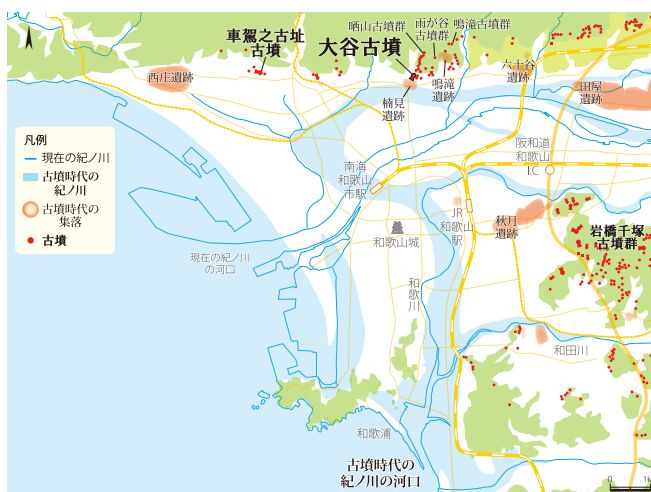 晒山古墳群
雨が谷
古墳群
鳴滝古墳群
車駕之古址
古墳
大谷古墳
西庄遺跡
楠見
遺跡
鳴滝
遺跡
六十谷
遺跡
田屋
遺跡
凡例
現在の紀ノ川
古墳時代の
紀ノ川
古墳時代の
集落
古墳
南海
和歌山
市駅
阪和道
和歌山
I.C
JR
和歌山
駅
秋月
遺跡
岩橋千塚
古墳群
和歌山城
現在の紀ノ川
の河口
和歌川
和田川
和歌浦
古墳時代の
紀ノ川の河口
0 1k